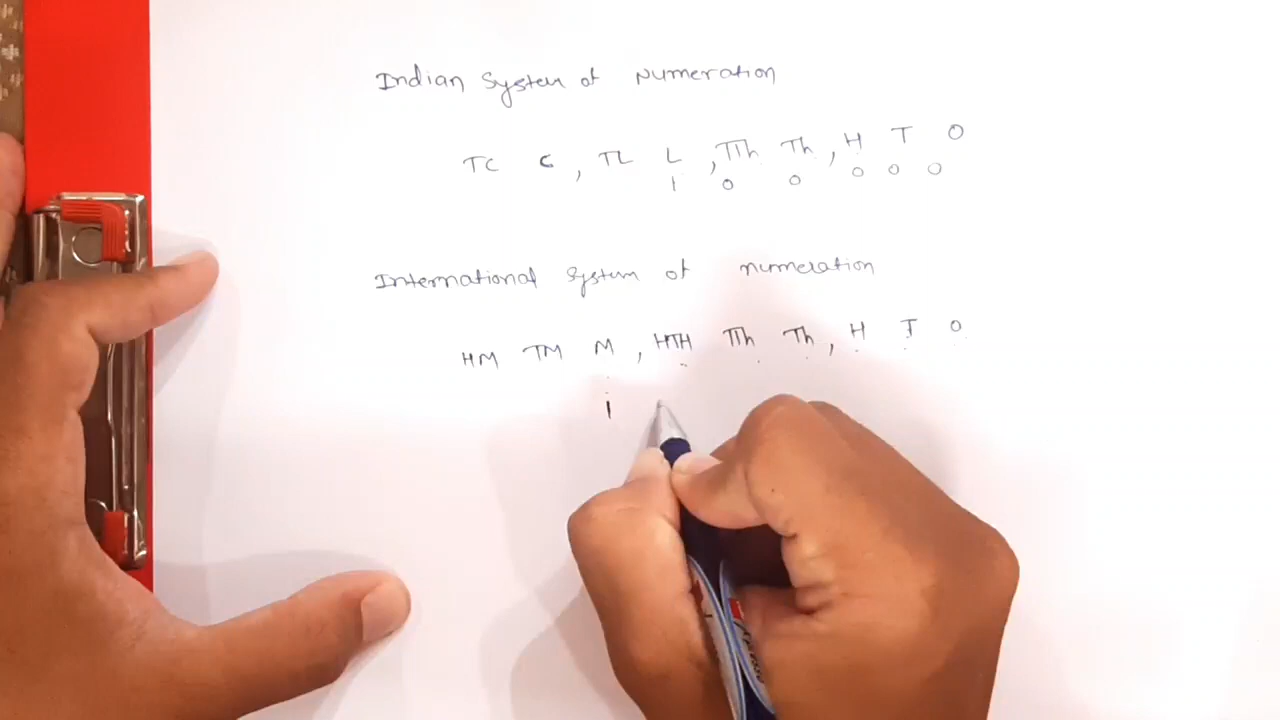 Indian System of Numeration
TC C , TL L , TTh Th , H T O
1 0 0 0 0 0
International System of numeration
HM TM M , HTH TTh Th , H T O
1